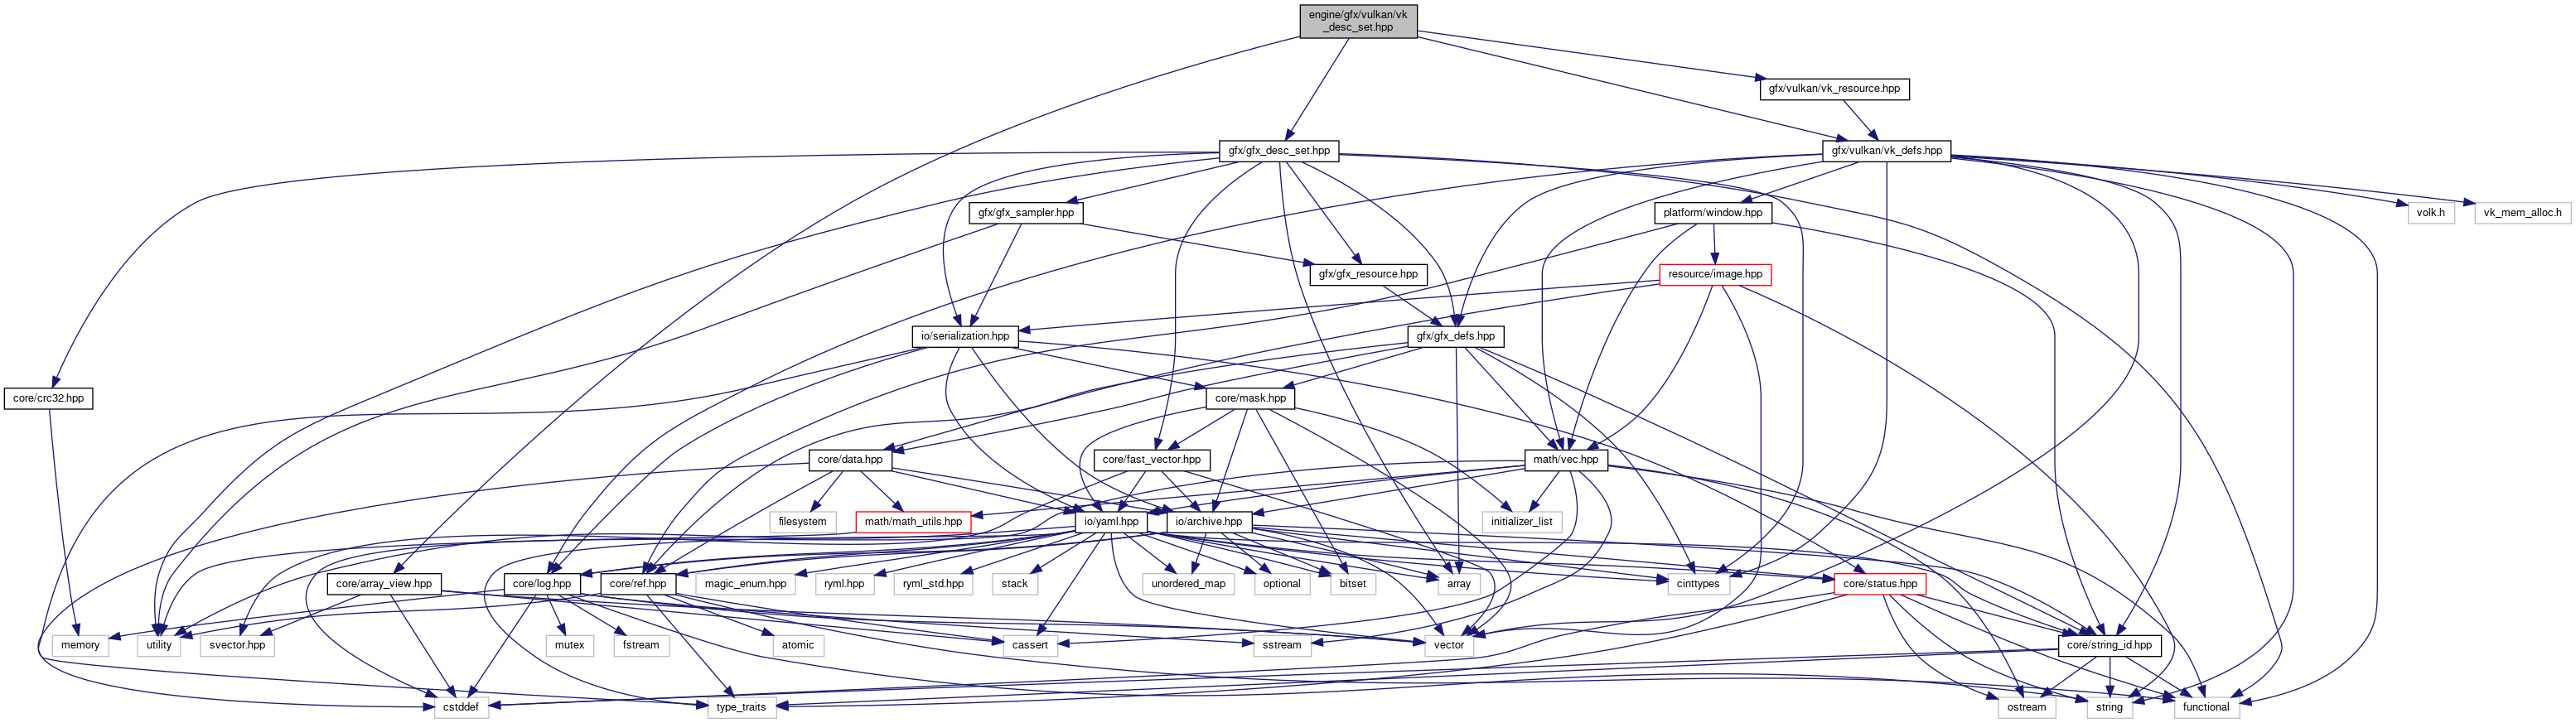 engine/gfx/vulkan/vk
_desc_set.hpp
gfx/vulkan/vk_resource.hpp
gfx/gfx_desc_set.hpp
gfx/vulkan/vk_defs.hpp
gfx/gfx_sampler.hpp
platform/window.hpp
volk.h
vk_mem_alloc.h
gfx/gfx_resource.hpp
resource/image.hpp
io/serialization.hpp
gfx/gfx_defs.hpp
core/crc32.hpp
core/mask.hpp
core/data.hpp
core/fast_vector.hpp
math/vec.hpp
filesystem
math/math_utils.hpp
io/yaml.hpp
io/archive.hpp
initializer_list
core/array_view.hpp
core/log.hpp
core/ref.hpp
magic_enum.hpp
ryml.hpp
ryml_std.hpp
stack
unordered_map
optional
bitset
array
cinttypes
core/status.hpp
memory
utility
svector.hpp
mutex
fstream
atomic
cassert
sstream
vector
core/string_id.hpp
cstddef
type_traits
ostream
string
functional